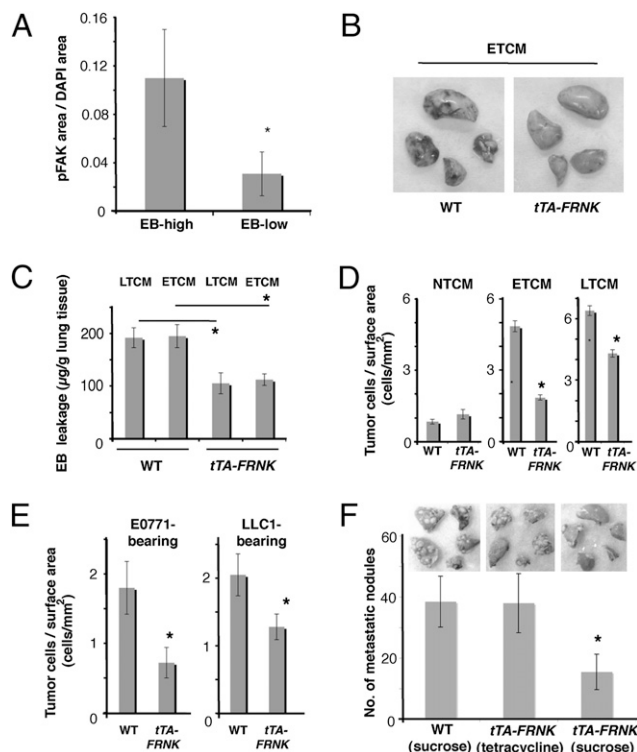 A
pFAK area / DAPI area
0.16
0.12
0.08
0.04
0
*
EB-high
EB-low
B
ETCM
WT
tTA-FRNK
C
LTCM ETCM LTCM ETCM
EB leakage (µg/g lung tissue)
200
100
0
*
*
WT
tTA-FRNK
D
Tumor cells / surface area
(cells/mm2)
NTCM
6
3
0
WT
tTA-
FRNK
ETCM
6
3
0
*
WT
tTA-
FRNK
LTCM
6
3
0
*
WT
tTA-
FRNK
E
Tumor cells / surface area
(cells/mm2)
E0771-
bearing
2
1
0
*
WT
tTA-
FRNK
LLC1-
bearing
2
1
0
*
WT
tTA-
FRNK
F
No. of metastatic nodules
60
40
20
0
*
WT
(sucrose)
tTA-FRNK
(tetracycline)
tTA-FRNK
(sucrose)